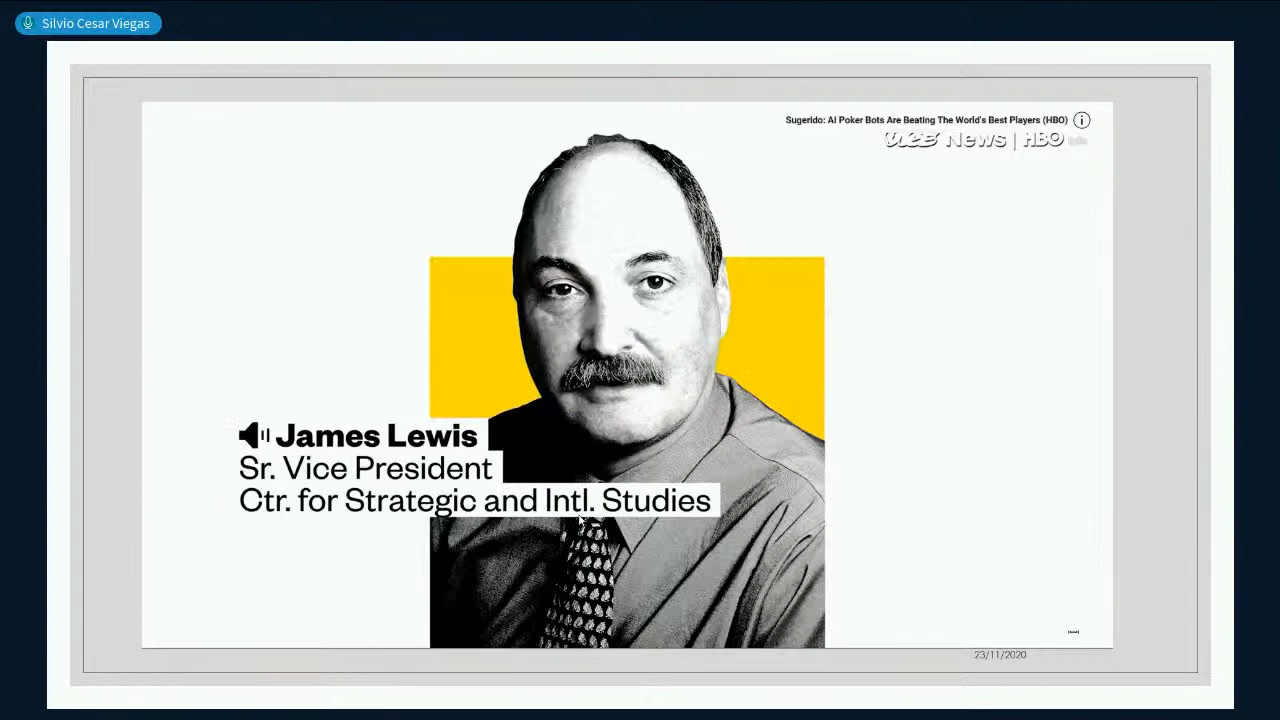 Silvio Cesar Viegas
Sugerido: AI Poker Bots Are Beating The World's Best Players (HBO)
VICE News | HBO
James Lewis
Sr. Vice President
Ctr. for Strategic and Intl. Studies
23/11/2020